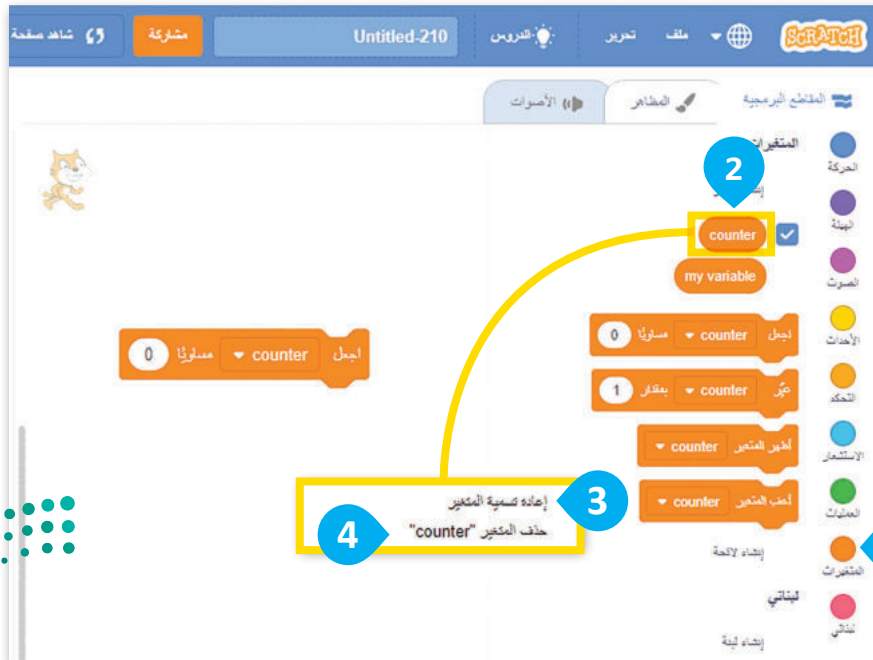 SCRATCH
ملف
تحرير
الدروس
Untitled-210
مشاركة
شاهد صفحة
المقاطع البرمجية
المظاهر
الأصوات
الحركة
الهيئة
الصوت
الأحداث
التحكم
الاستشعار
العمليات
المتغيرات
لبناتي
2
counter
my variable
اجعل counter مساويًا 0
غيّر counter بمقدار 1
أظهر المتغير counter
أخف المتغير counter
إنشاء لائحة
لبناتي
إنشاء لبنة
اجعل counter مساويًا 0
إعاده تسمية المتغير
3
حذف المتغير "counter"
4